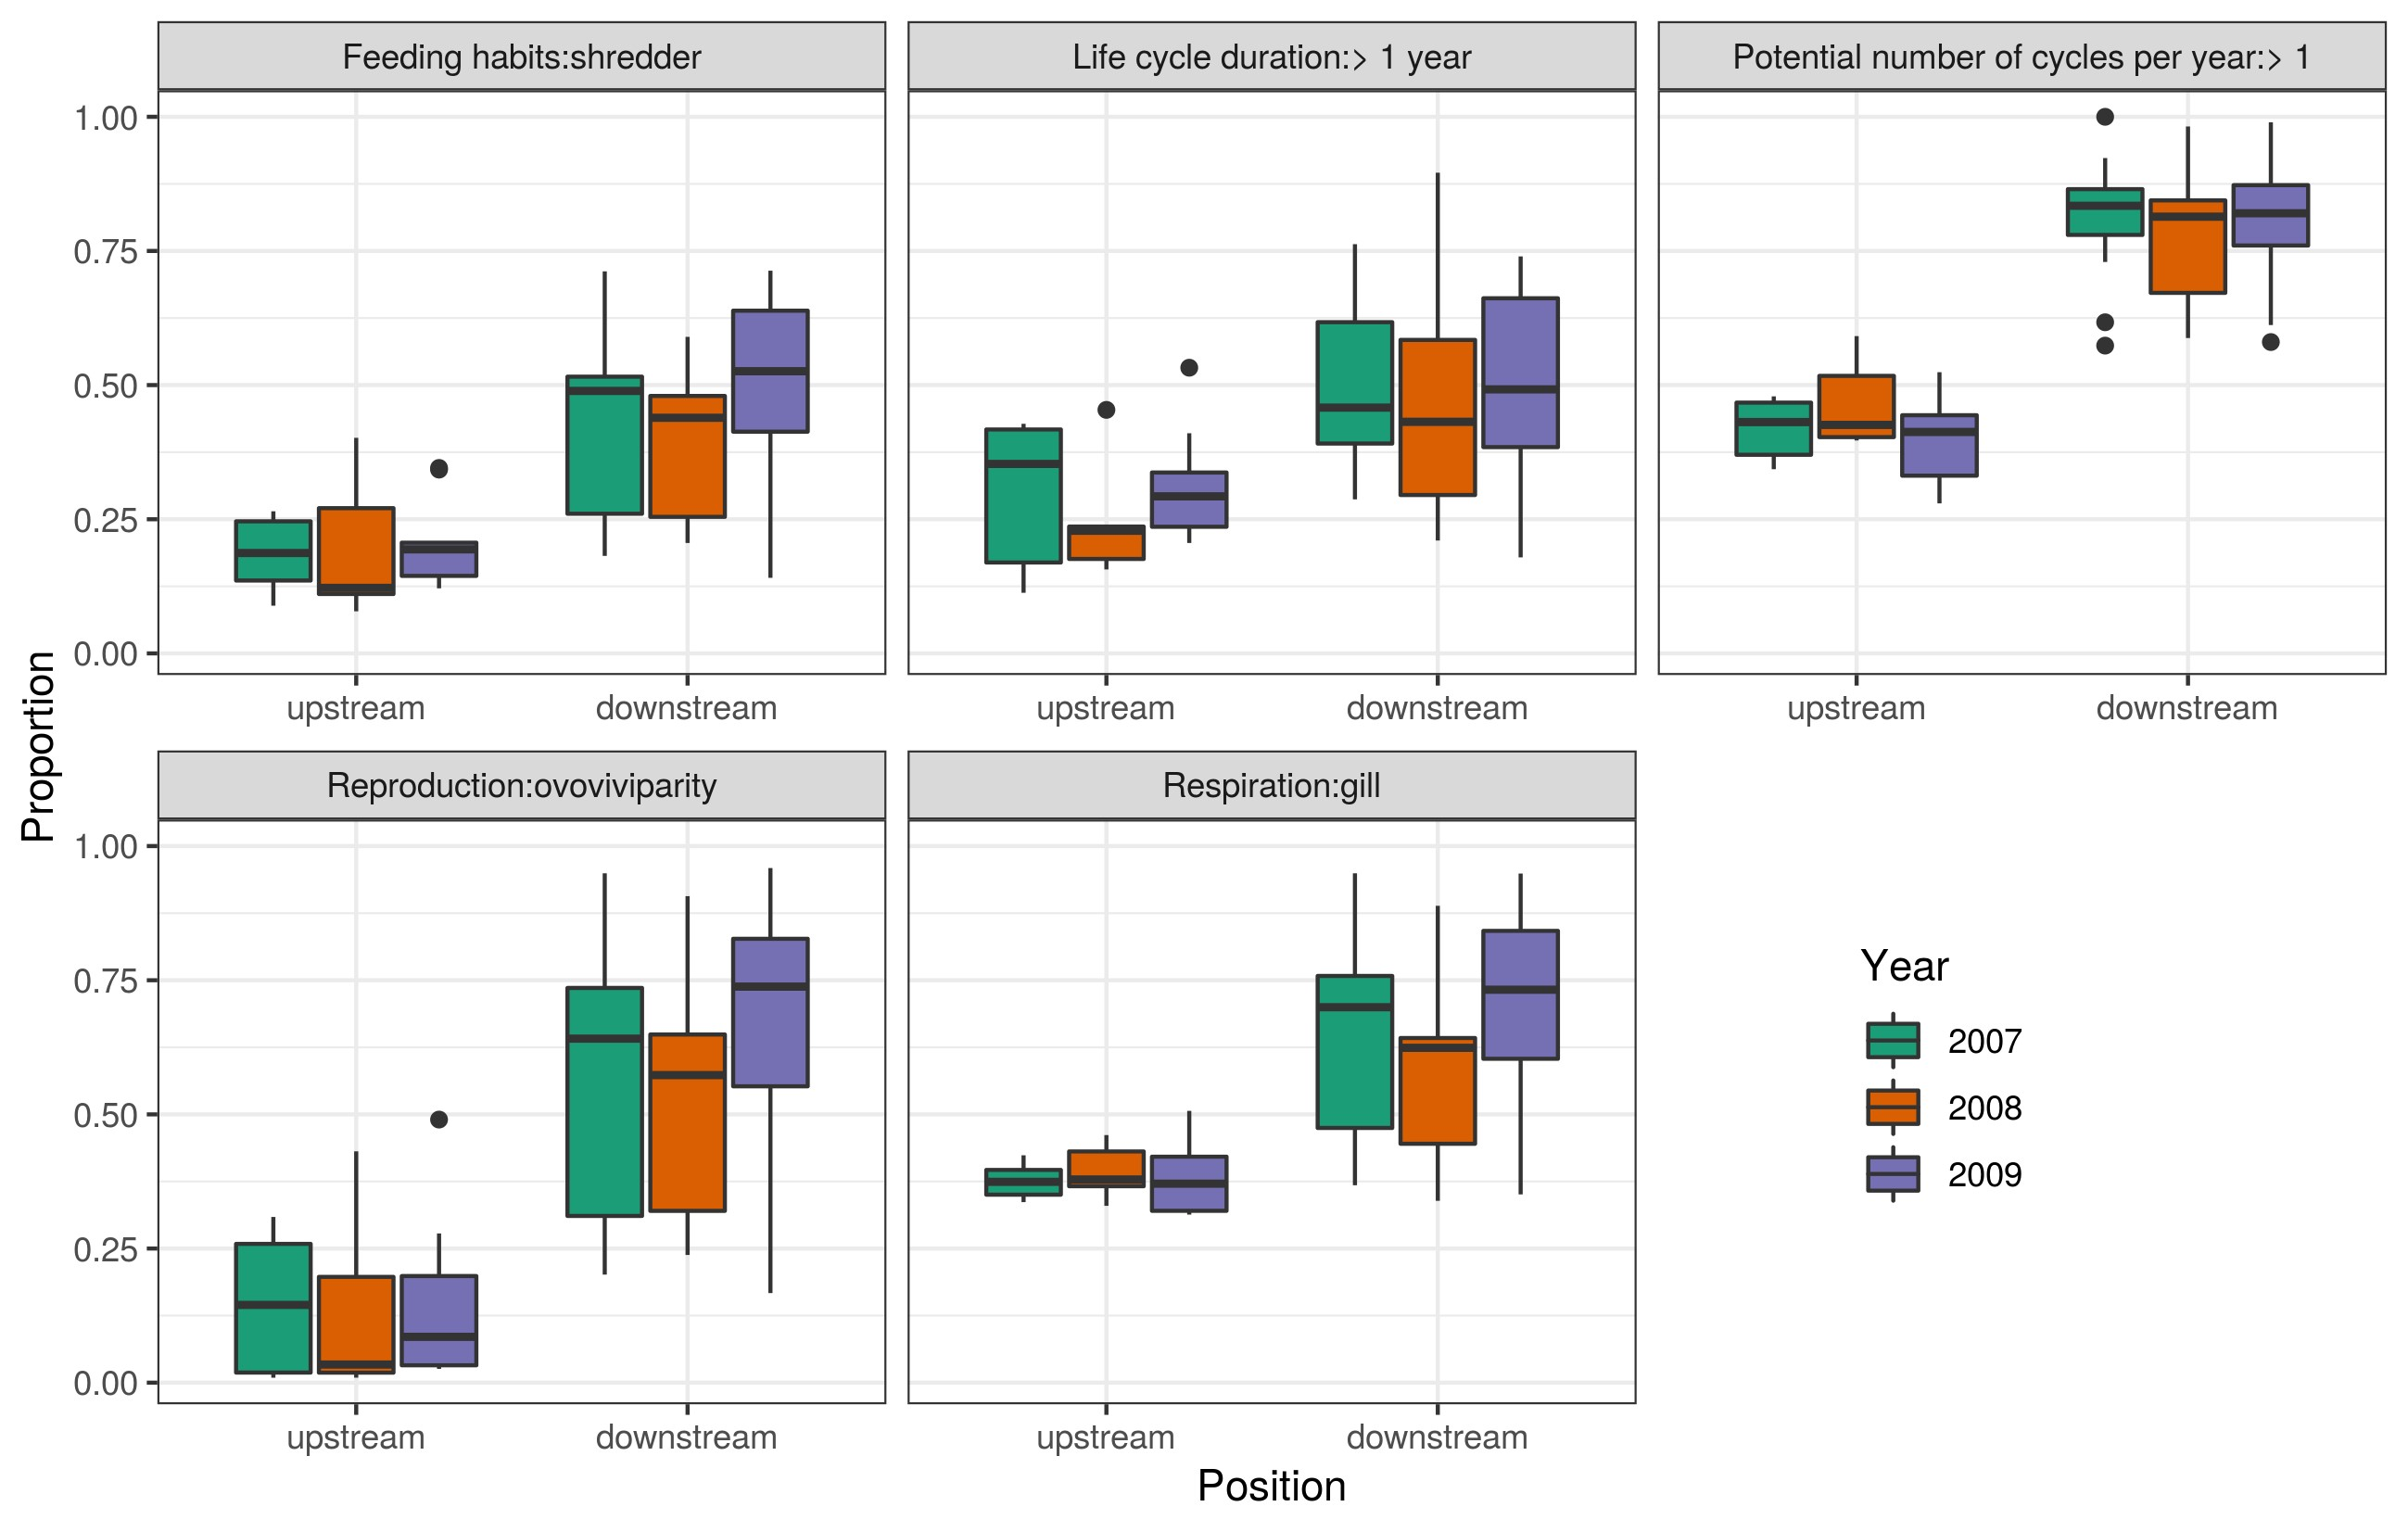 Feeding habits:shredder
Life cycle duration:> 1 year
Potential number of cycles per year:> 1
1.00
0.75
0.50
0.25
0.00
upstream
downstream
upstream
downstream
upstream
downstream
Proportion
Reproduction:ovoviviparity
Respiration:gill
1.00
0.75
0.50
0.25
0.00
Year
2007
2008
2009
upstream
downstream
upstream
downstream
Position